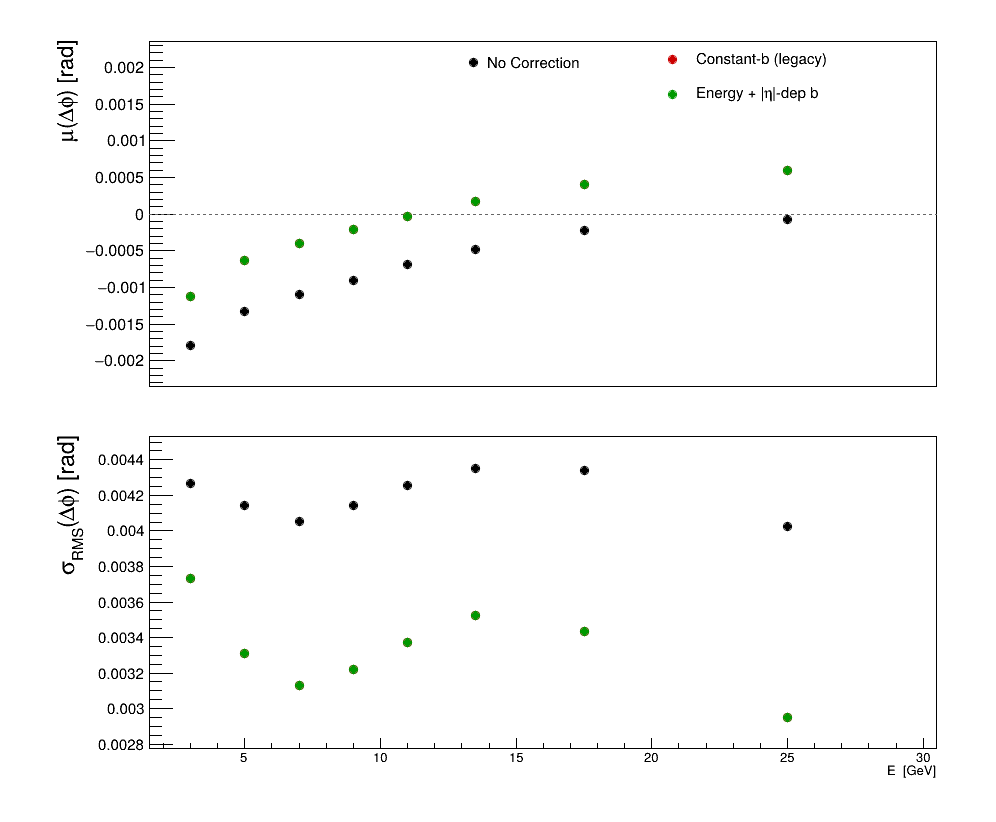 μ(Δϕ) [rad]
No Correction
Constant-b (legacy)
Energy + |η|-dep b
0.002
0.0015
0.001
0.0005
0
−0.0005
−0.001
−0.0015
−0.002
σRMS(Δϕ) [rad]
0.0044
0.0042
0.004
0.0038
0.0036
0.0034
0.0032
0.003
0.0028
5 10 15 20 25 30
E [GeV]